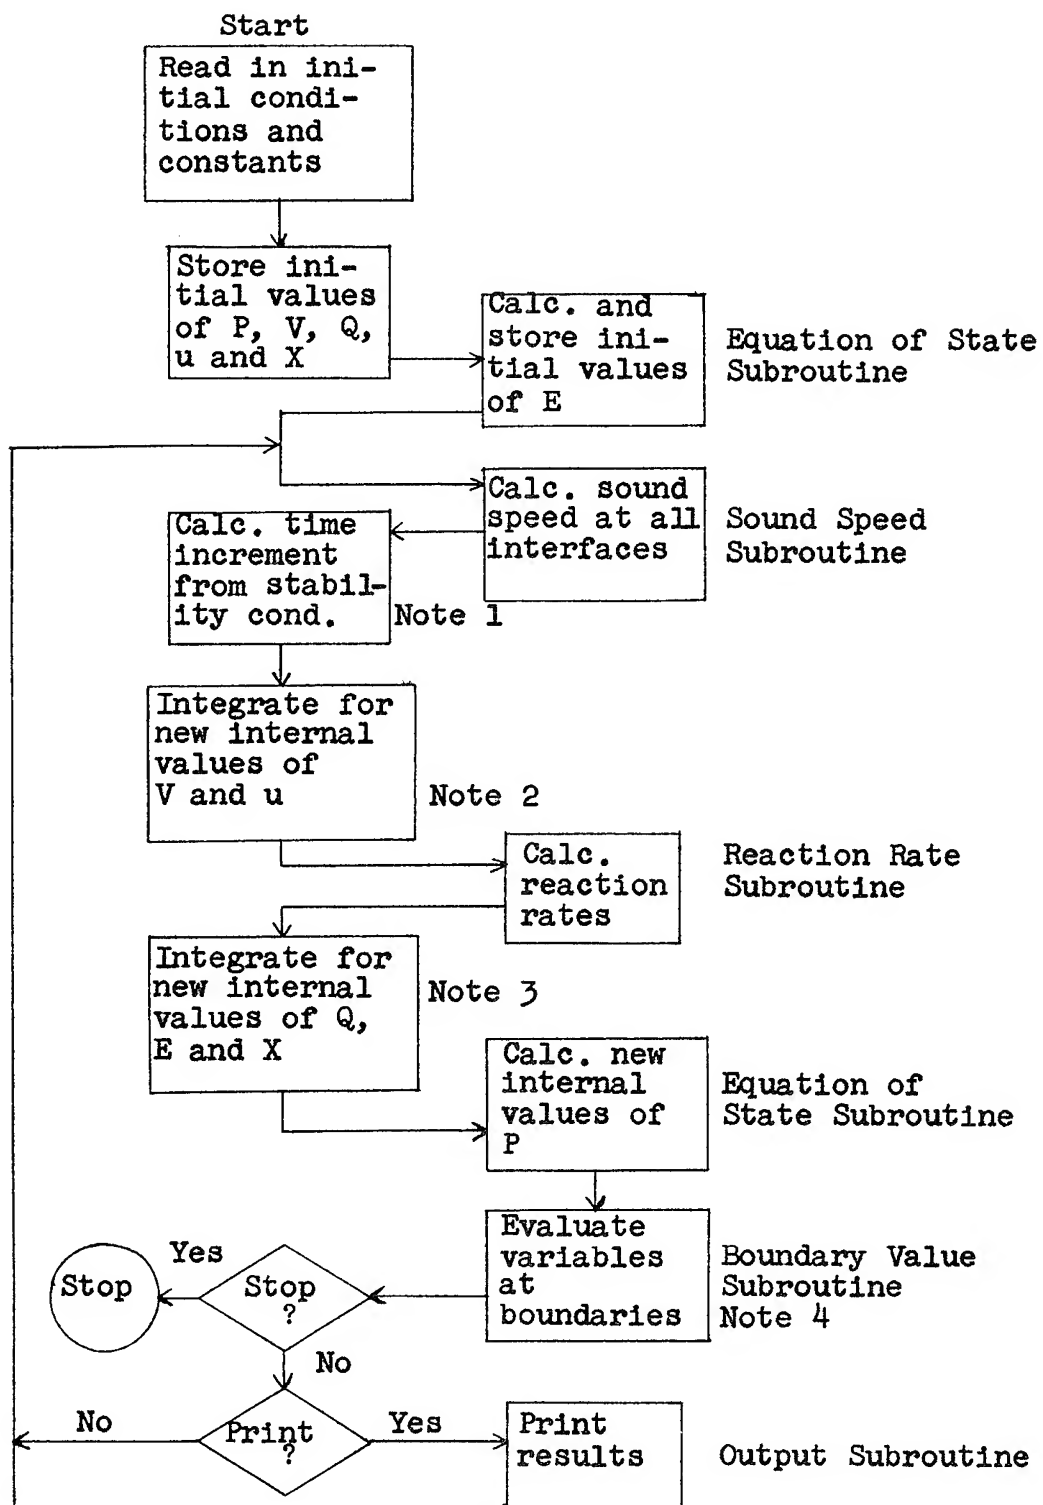 Start
Read in ini-
tial condi-
tions and
constants
Store ini-
tial values
of P, V, Q,
u and X
Calc. and
store ini-
tial values
of E
Equation of State
Subroutine
Calc. sound
speed at all
interfaces
Sound Speed
Subroutine
Calc. time
increment
from stabil-
ity cond.
Note 1
Integrate for
new internal
values of
V and u
Note 2
Calc.
reaction
rates
Reaction Rate
Subroutine
Integrate for
new internal
values of Q,
E and X
Note 3
Calc. new
internal
values of
P
Equation of
State Subroutine
Evaluate
variables
at
boundaries
Boundary Value
Subroutine
Note 4
Stop
?
Yes
Stop
No
Print
?
No
Yes
Print
results
Output Subroutine